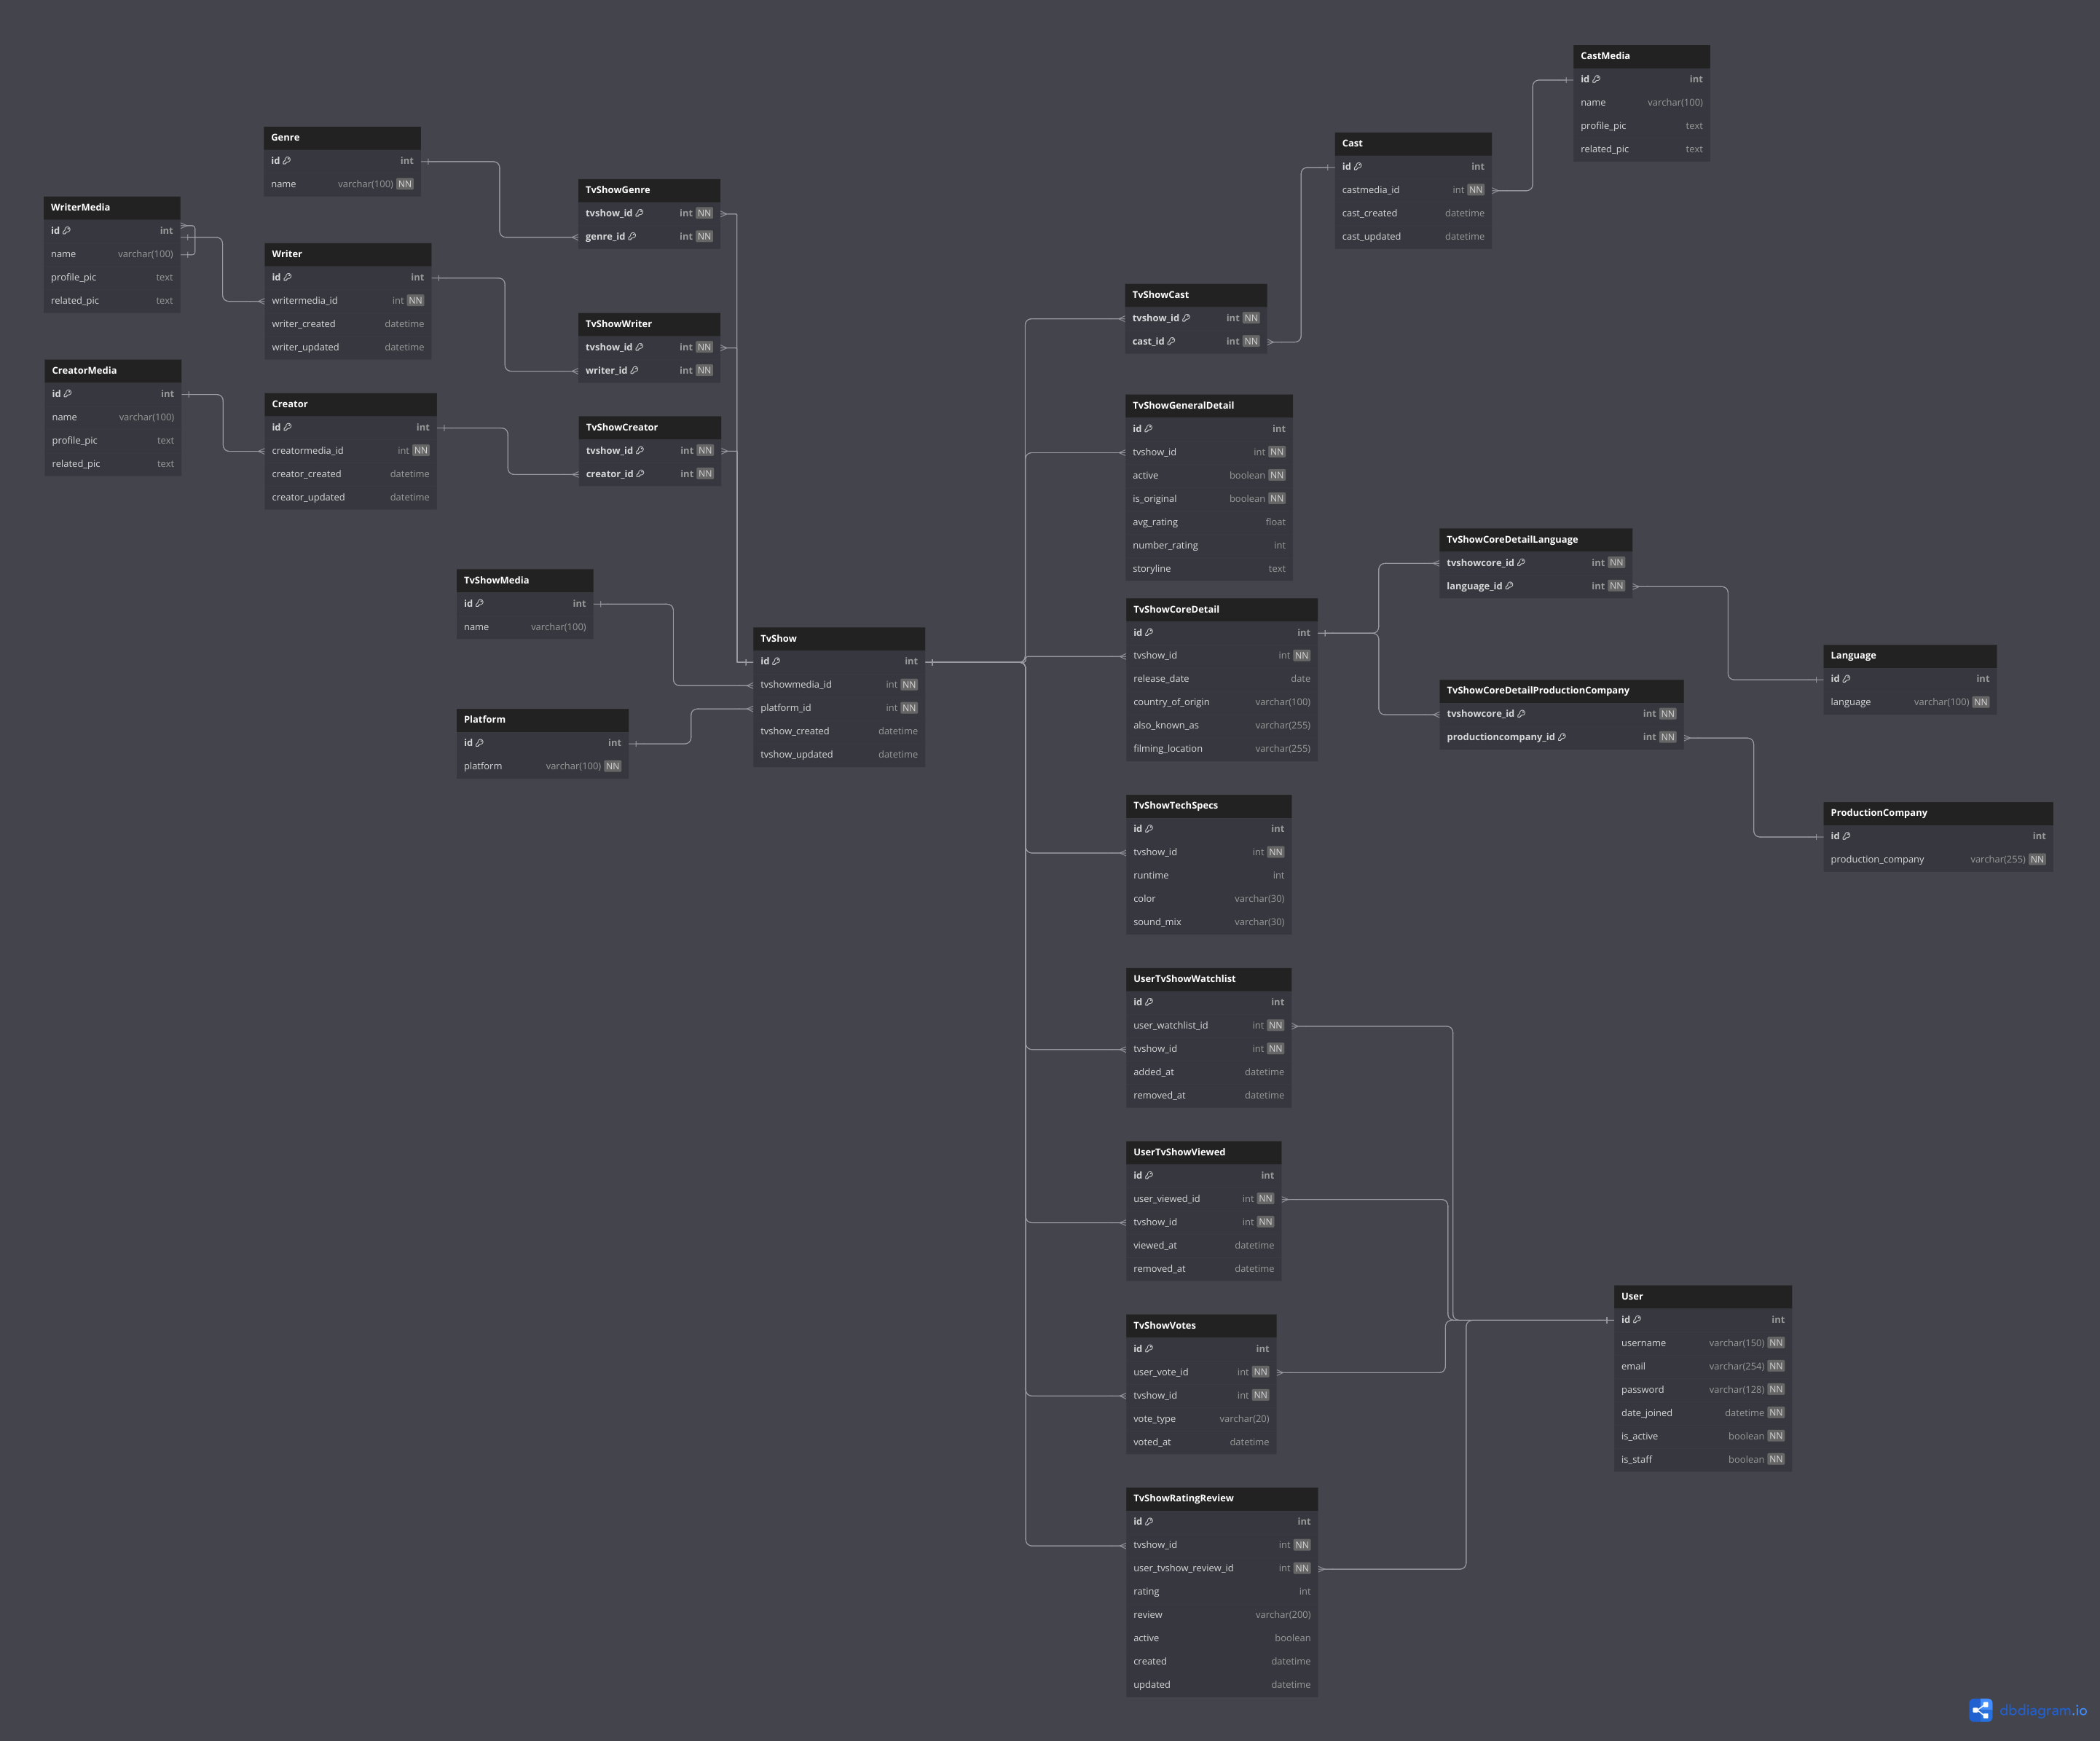 CastMedia
id int
name varchar(100)
profile_pic text
related_pic text
Genre
id int
name varchar(100) NN
Cast
id int
castmedia_id int NN
cast_created datetime
cast_updated datetime
TvShowGenre
tvshow_id int NN
genre_id int NN
WriterMedia
id int
name varchar(100)
profile_pic text
related_pic text
Writer
id int
writermedia_id int NN
writer_created datetime
writer_updated datetime
TvShowCast
tvshow_id int NN
cast_id int NN
TvShowWriter
tvshow_id int NN
writer_id int NN
CreatorMedia
id int
name varchar(100)
profile_pic text
related_pic text
Creator
id int
creatormedia_id int NN
creator_created datetime
creator_updated datetime
TvShowCreator
tvshow_id int NN
creator_id int NN
TvShowGeneralDetail
id int
tvshow_id int NN
active boolean NN
is_original boolean NN
avg_rating float
number_rating int
storyline text
TvShowCoreDetailLanguage
tvshowcore_id int NN
language_id int NN
TvShowMedia
id int
name varchar(100)
TvShowCoreDetail
id int
tvshow_id int NN
release_date date
country_of_origin varchar(100)
also_known_as varchar(255)
filming_location varchar(255)
TvShow
id int
tvshowmedia_id int NN
platform_id int NN
tvshow_created datetime
tvshow_updated datetime
Language
id int
language varchar(100) NN
TvShowCoreDetailProductionCompany
tvshowcore_id int NN
productioncompany_id int NN
Platform
id int
platform varchar(100) NN
TvShowTechSpecs
id int
tvshow_id int NN
runtime int
color varchar(30)
sound_mix varchar(30)
ProductionCompany
id int
production_company varchar(255) NN
UserTvShowWatchlist
id int
user_watchlist_id int NN
tvshow_id int NN
added_at datetime
removed_at datetime
UserTvShowViewed
id int
user_viewed_id int NN
tvshow_id int NN
viewed_at datetime
removed_at datetime
User
id int
username varchar(150) NN
email varchar(254) NN
password varchar(128) NN
date_joined datetime NN
is_active boolean NN
is_staff boolean NN
TvShowVotes
id int
user_vote_id int NN
tvshow_id int NN
vote_type varchar(20)
voted_at datetime
TvShowRatingReview
id int
tvshow_id int NN
user_tvshow_review_id int NN
rating int
review varchar(200)
active boolean
created datetime
updated datetime
dbdiagram.io